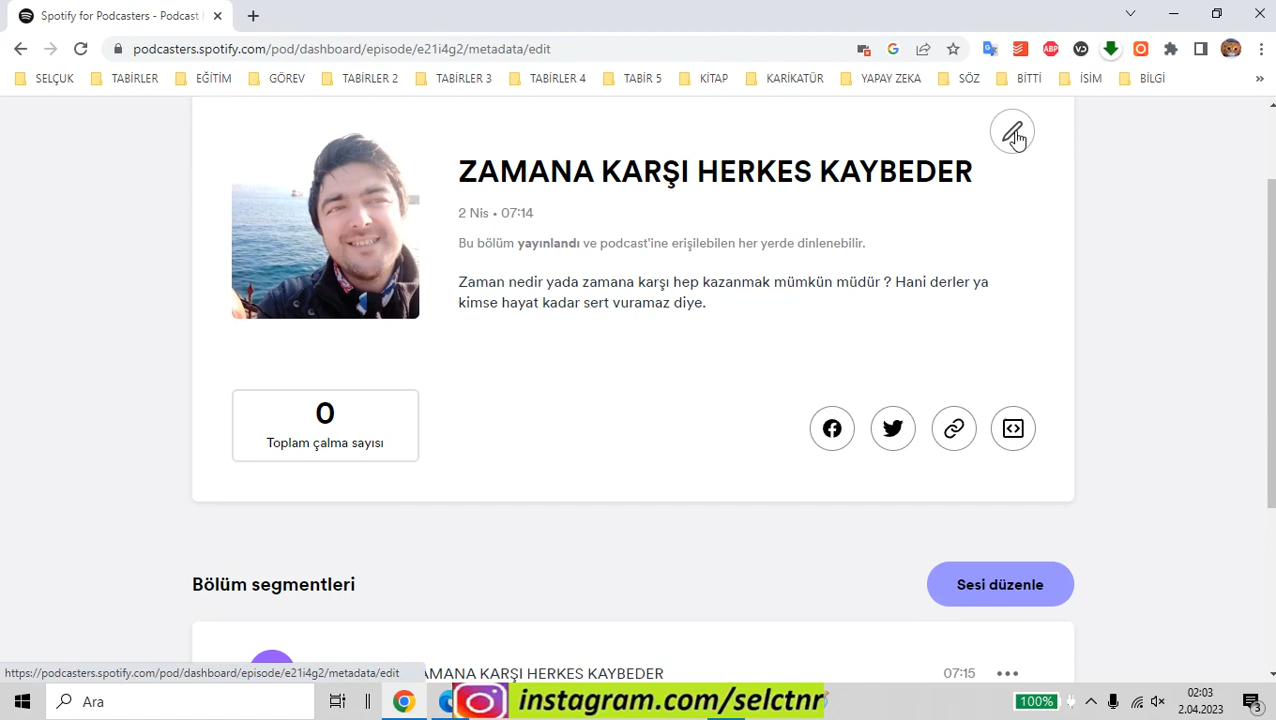 Spotify for Podcasters - Podcast
podcasters.spotify.com/pod/dashboard/episode/e21i4g2/metadata/edit
SELÇUK
TABİRLER
EĞİTİM
GÖREV
TABİRLER 2
TABİRLER 3
TABİRLER 4
TABİR 5
KİTAP
KARİKATÜR
YAPAY ZEKA
SÖZ
BİTTİ
İSİM
BİLGİ
»
ZAMANA KARŞI HERKES KAYBEDER
2 Nis • 07:14
Bu bölüm yayınlandı ve podcast'ine erişilebilen her yerde dinlenebilir.
Zaman nedir yada zamana karşı hep kazanmak mümkün müdür ? Hani derler ya
kimse hayat kadar sert vuramaz diye.
0
Toplam çalma sayısı
Bölüm segmentleri
Sesi düzenle
AMANA KARŞI HERKES KAYBEDER
07:15
https://podcasters.spotify.com/pod/dashboard/episode/e21i4g2/metadata/edit
Ara
instagram.com/selctnr
100%
02:03
2.04.2023